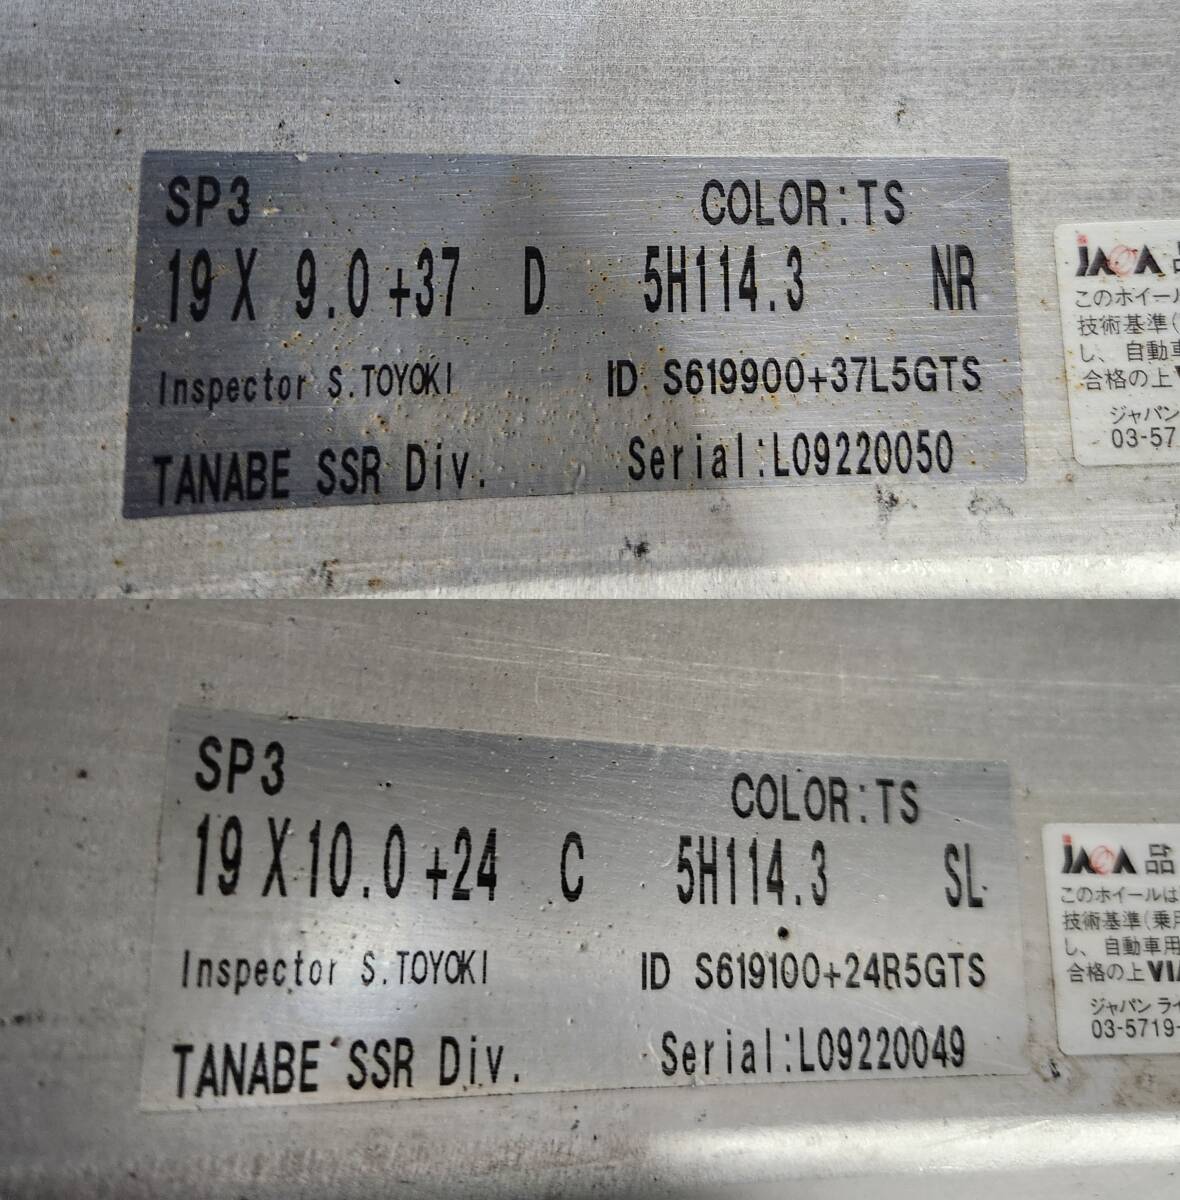 SP3 COLOR:TS
19 X 9.0 +37 D 5H114.3 NR
Inspector S.TOYOKI ID S619900+37L5GTS
TANABE SSR Div. Serial:L09220050
JAWA 品
このホイール
技術基準(
し、自動車
合格の上V
ジャパン
03-57
SP3 COLOR:TS
19 X10.0 +24 C 5H114.3 SL
Inspector S.TOYOKI ID S619100+24R5GTS
TANABE SSR Div. Serial:L09220049
JAWA 品
このホイールは
技術基準(乗用
し、自動車用
合格の上VIA
ジャパン ライ
03-5719-